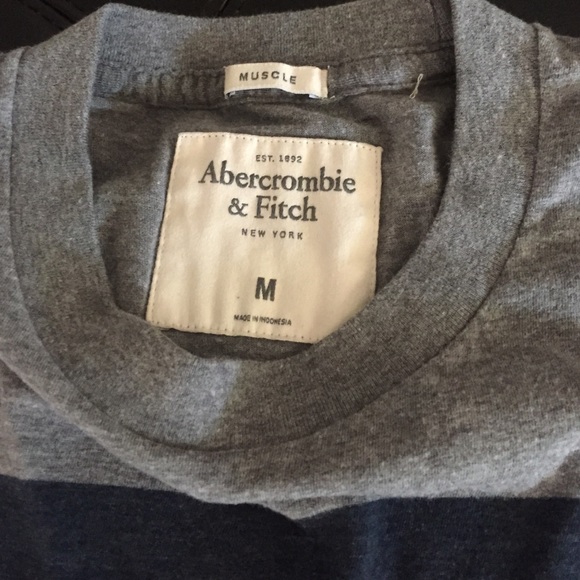 MUSCLE
EST. 1892
Abercrombie
& Fitch
NEW YORK
M
MADE IN INDONESIA